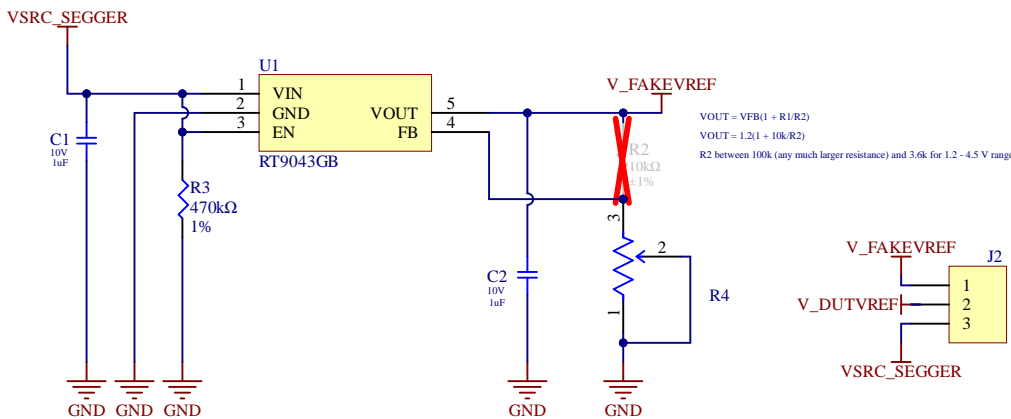 VSRC_SEGGER
U1
1
VIN
2
GND
3
EN
VOUT
5
FB
4
RT9043GB
C1
10V
1uF
R3
470kΩ
1%
V_FAKEVREF
R2
10kΩ
±1%
VOUT = VFB(1 + R1/R2)
VOUT = 1.2(1 + 10k/R2)
R2 between 100k (any much larger resistance) and 3.6k for 1.2 - 4.5 V range
3
2
1
R4
C2
10V
1uF
V_FAKEVREF
J2
1
V_DUTVREF
2
3
VSRC_SEGGER
GND
GND
GND
GND
GND